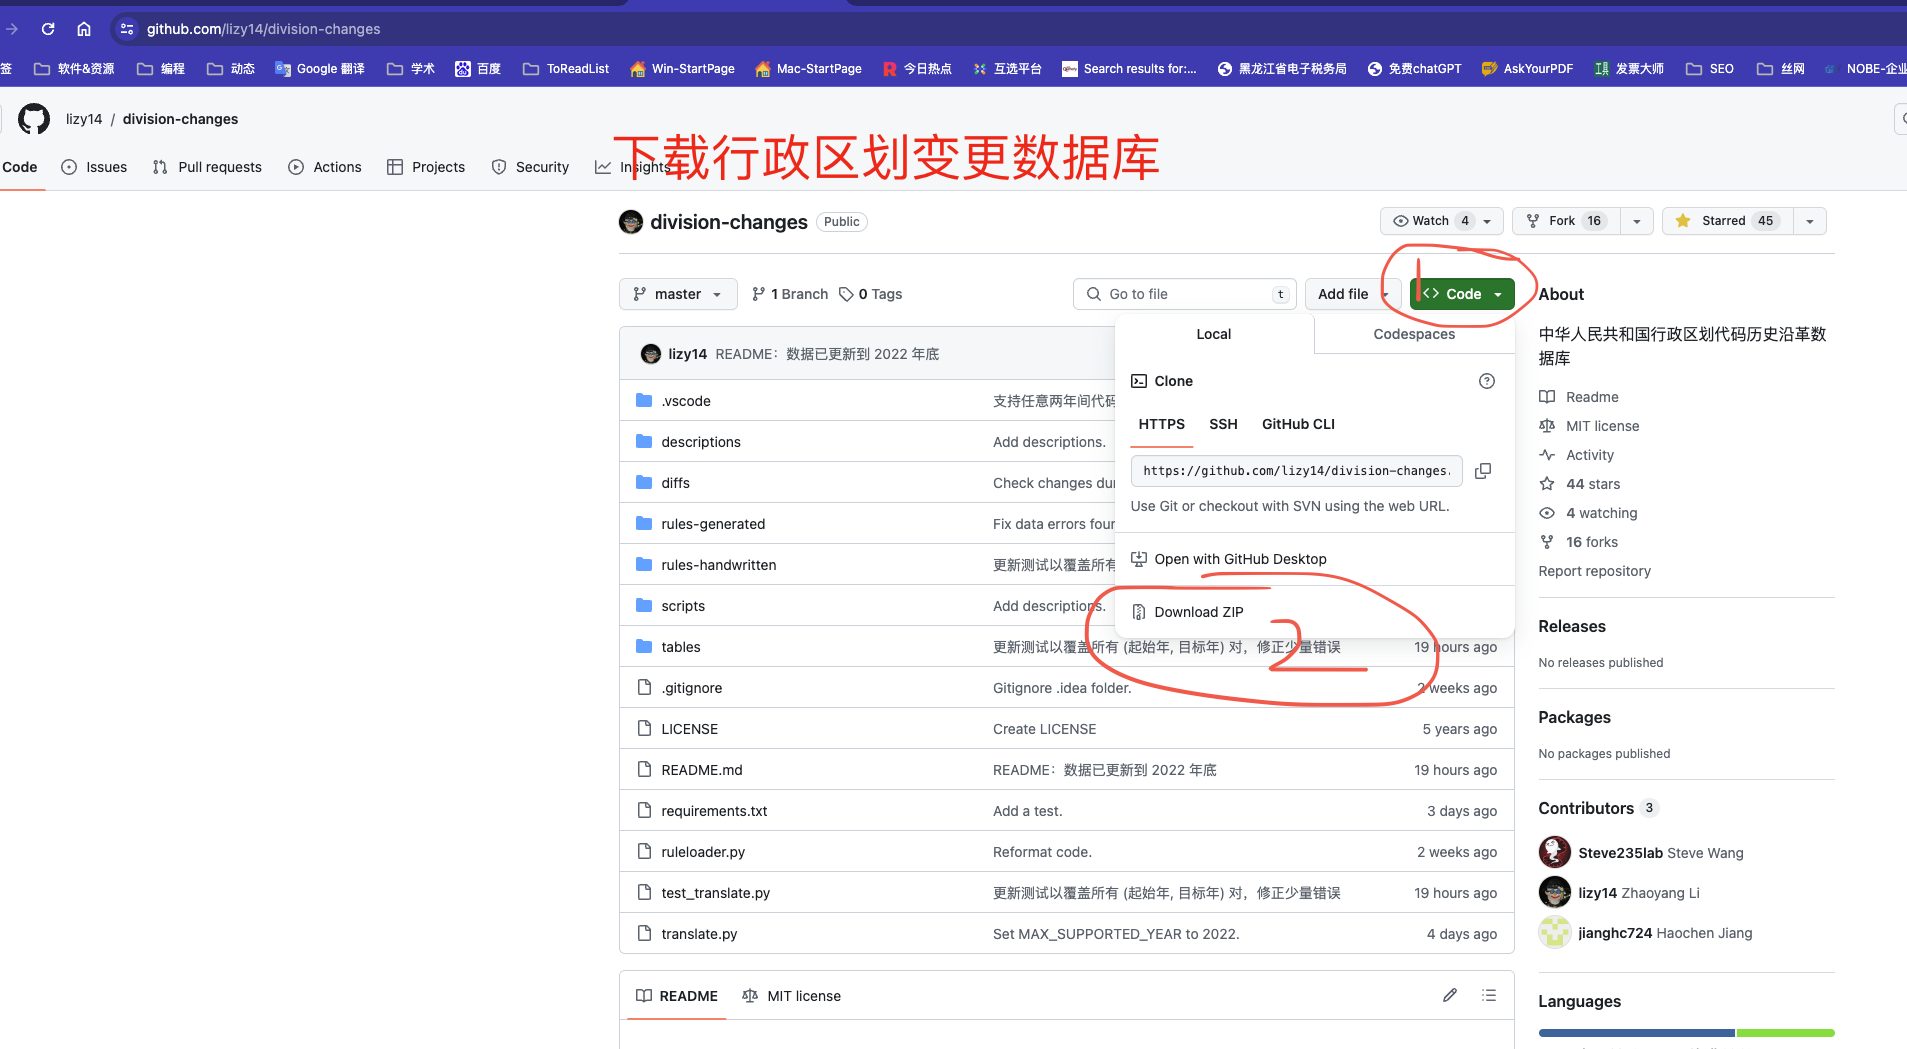 github.com/lizy14/division-changes
签 软件&资源 编程 动态 Google 翻译 学术 百度 ToReadList Win-StartPage Mac-StartPage 今日热点 互选平台 Search results for:... 黑龙江省电子税务局 免费chatGPT AskYourPDF 发票大师 SEO 丝网 NOBE-企业
lizy14 / division-changes
下载行政区划变更数据库
Code Issues Pull requests Actions Projects Security Insights
division-changes Public Watch 4 Fork 16 Starred 45
master 1 Branch 0 Tags Go to file t Add file Code
1
lizy14 README：数据已更新到 2022 年底
.vscode 支持任意两年间代码
descriptions Add descriptions.
diffs Check changes du
rules-generated Fix data errors four
rules-handwritten 更新测试以覆盖所有
scripts Add descriptions.
tables 更新测试以覆盖所有 (起始年, 目标年) 对，修正少量错误 19 hours ago
.gitignore Gitignore .idea folder. 2 weeks ago
LICENSE Create LICENSE 5 years ago
README.md README：数据已更新到 2022 年底 19 hours ago
requirements.txt Add a test. 3 days ago
ruleloader.py Reformat code. 2 weeks ago
test_translate.py 更新测试以覆盖所有 (起始年, 目标年) 对，修正少量错误 19 hours ago
translate.py Set MAX_SUPPORTED_YEAR to 2022. 4 days ago
Local Codespaces
Clone
HTTPS SSH GitHub CLI
https://github.com/lizy14/division-changes.
Use Git or checkout with SVN using the web URL.
Open with GitHub Desktop
Download ZIP
2
README MIT license
About
中华人民共和国行政区划代码历史沿革数
据库
Readme
MIT license
Activity
44 stars
4 watching
16 forks
Report repository
Releases
No releases published
Packages
No packages published
Contributors 3
Steve235lab Steve Wang
lizy14 Zhaoyang Li
jianghc724 Haochen Jiang
Languages